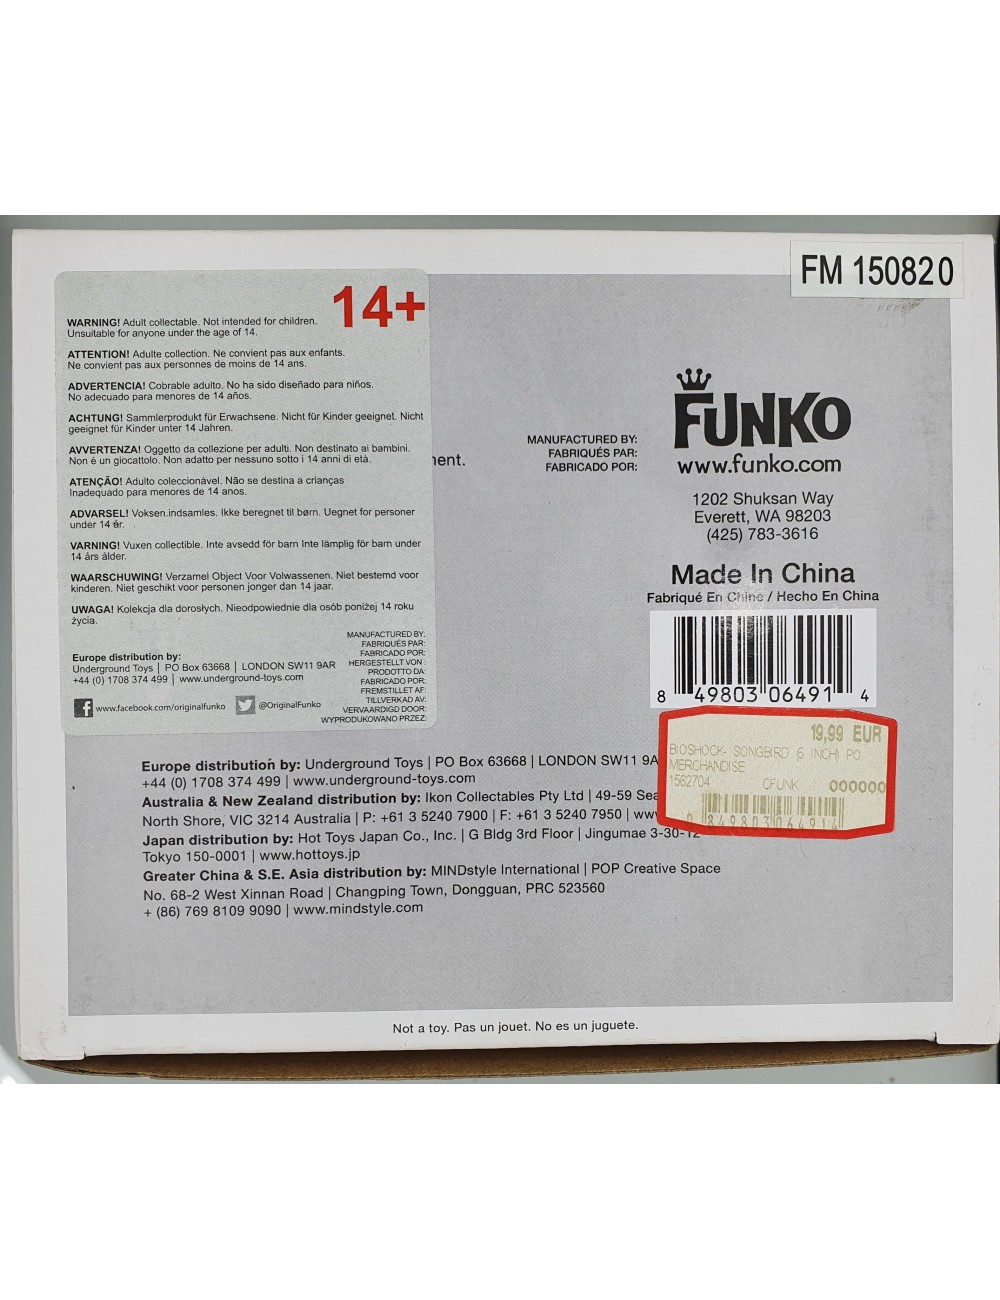 FM 150820
14+
WARNING! Adult collectable. Not intended for children.
Unsuitable for anyone under the age of 14.
ATTENTION! Adulte collection. Ne convient pas aux enfants.
Ne convient pas aux personnes de moins de 14 ans.
ADVERTENCIA! Cobrable adulto. No ha sido diseñado para niños.
No adecuado para menores de 14 años.
ACHTUNG! Sammlerprodukt für Erwachsene. Nicht für Kinder geeignet. Nicht
geeignet für Kinder unter 14 Jahren.
AVVERTENZA! Oggetto da collezione per adulti. Non destinato ai bambini.
Non è un giocattolo. Non adatto per nessuno sotto i 14 anni di età.
ATENÇÃO! Adulto coleccionável. Não se destina a crianças
Inadequado para menores de 14 anos.
ADVARSEL! Voksen.indsamles. Ikke beregnet til børn. Uegnet for personer
under 14 år.
VARNING! Vuxen collectible. Inte avsedd för barn Inte lämplig för barn under
14 års ålder.
WAARSCHUWING! Verzamel Object Voor Volwassenen. Niet bestemd voor
kinderen. Niet geschikt voor personen jonger dan 14 jaar.
UWAGA! Kolekcja dla dorosłych. Nieodpowiednie dla osób poniżej 14 roku
życia.
MANUFACTURED BY:
FABRIQUÉS PAR:
FABRICADO POR:
HERGESTELLT VON :
PRODOTTO DA:
FABRICADO POR:
FREMSTILLET AF:
TILLVERKAD AV:
VERVAARDIGD DOOR:
WYPRODUKOWANO PRZEZ:
Europe distribution by:
Underground Toys | PO Box 63668 | LONDON SW11 9AR
+44 (0) 1708 374 499 | www.underground-toys.com
www.facebook.com/originalfunko @OriginalFunko
MANUFACTURED BY:
FABRIQUÉS PAR:
FABRICADO POR:
FUNKO
www.funko.com
1202 Shuksan Way
Everett, WA 98203
(425) 783-3616
Made In China
Fabriqué En Chine / Hecho En China
8 49803 06491 4
19,99 EUR
BIOSHOCK- SONGBIRD (6 INCH) PO
MERCHANDISE
1562704 CFUNK 000000
0 849803 064914
Europe distribution by: Underground Toys | PO Box 63668 | LONDON SW11 9A
+44 (0) 1708 374 499 | www.underground-toys.com
Australia & New Zealand distribution by: Ikon Collectables Pty Ltd | 49-59
North Shore, VIC 3214 Australia | P: +61 3 5240 7900 | F: +61 3 5240 7950 |
Japan distribution by: Hot Toys Japan Co., Inc. | G Bldg 3rd Floor | Jingumae 3-30-12
Tokyo 150-0001 | www.hottoys.jp
Greater China & S.E. Asia distribution by: MINDstyle International | POP Creative Space
No. 68-2 West Xinnan Road | Changping Town, Dongguan, PRC 523560
+ (86) 769 8109 9090 | www.mindstyle.com
Not a toy. Pas un jouet. No es un juguete.